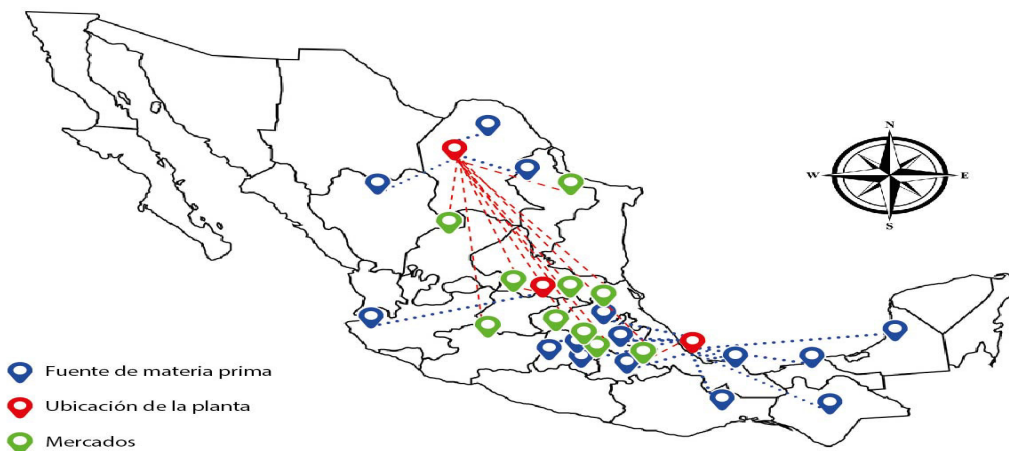 N
W
E
S
Fuente de materia prima
Ubicación de la planta
Mercados